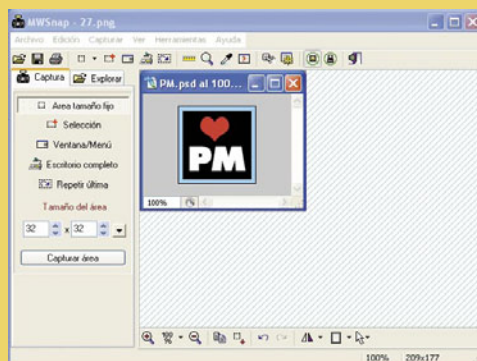 MWSnap - 27.png
Archivo Edición Capturar Ver Herramientas Ayuda
Captura Explorar
Area tamaño fijo
Selección
Ventana/Menú
Escritorio completo
Repetir última
Tamaño del área
32 x 32
Capturar área
PM.psd al 100...
PM
100%
100% 209x177